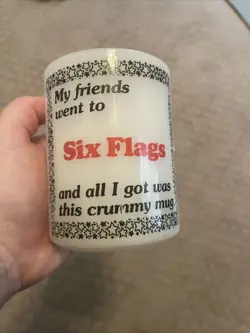 My friends
went to
Six Flags
and all I got was
this crummy mug.